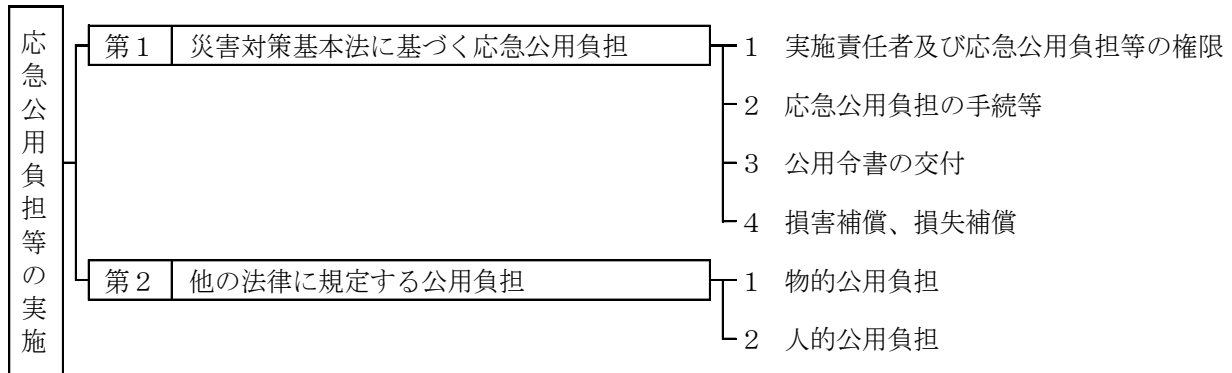 応急公用負担等の実施
第１ 災害対策基本法に基づく応急公用負担
１ 実施責任者及び応急公用負担等の権限
２ 応急公用負担の手続等
３ 公用令書の交付
４ 損害補償、損失補償
第２ 他の法律に規定する公用負担
１ 物的公用負担
２ 人的公用負担